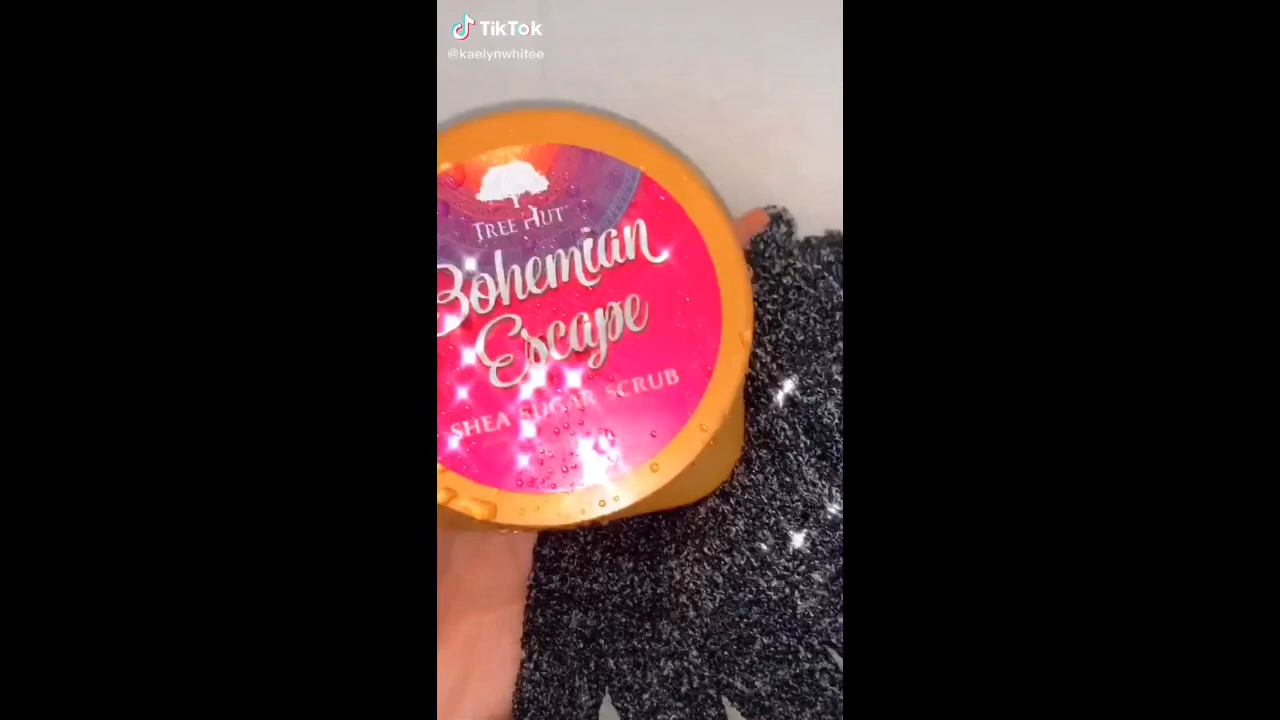 TikTok
@kaelynwhitee
TREE HUT
Bohemian
Escape
SHEA SUGAR SCRUB